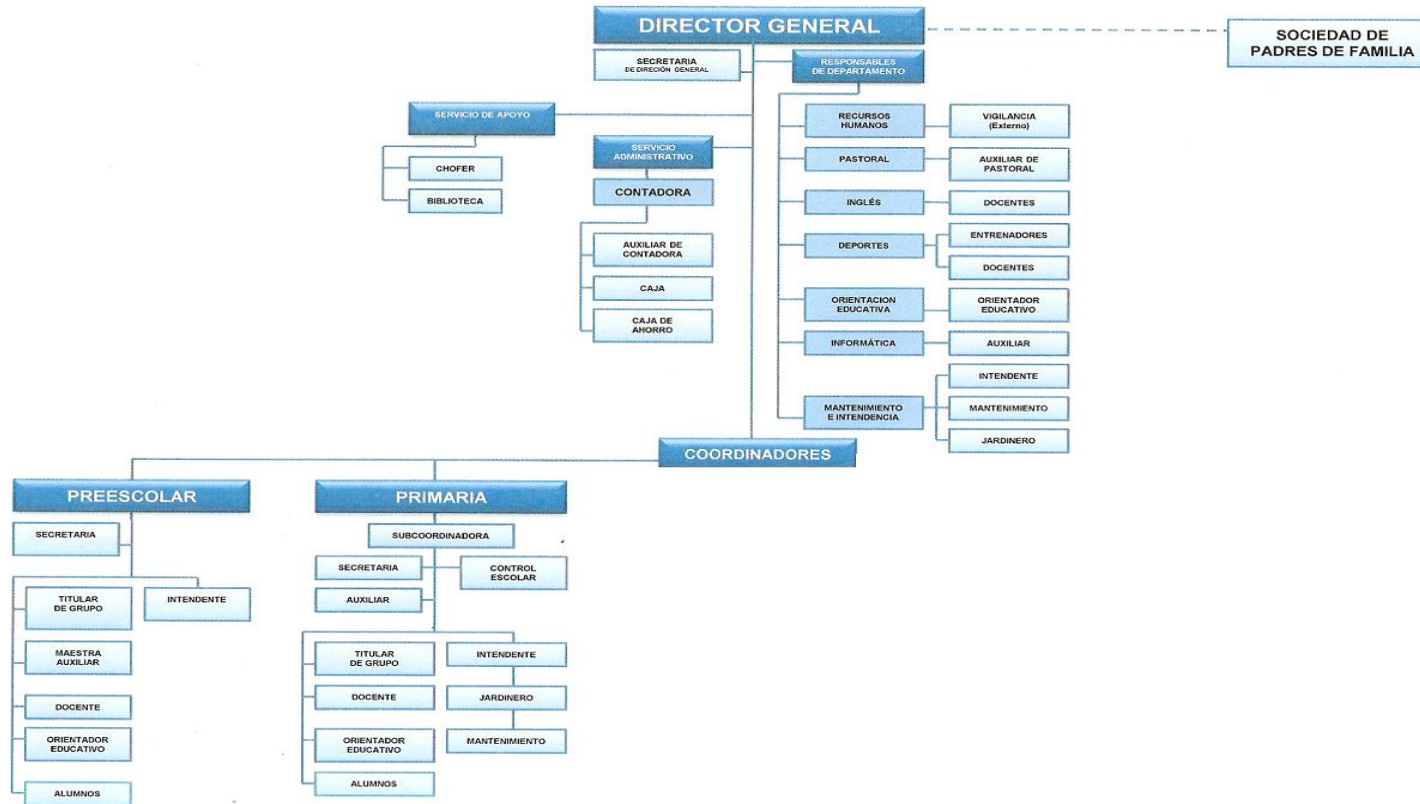 DIRECTOR GENERAL
SOCIEDAD DE
PADRES DE FAMILIA
SECRETARIA
DE DIRECIÓN GENERAL
RESPONSABLES
DE DEPARTAMENTO
SERVICIO DE APOYO
CHOFER
BIBLIOTECA
SERVICIO
ADMINISTRATIVO
CONTADORA
AUXILIAR DE
CONTADORA
CAJA
CAJA DE
AHORRO
RECURSOS
HUMANOS
VIGILANCIA
(Externo)
PASTORAL
AUXILIAR DE
PASTORAL
INGLÉS
DOCENTES
DEPORTES
ENTRENADORES
DOCENTES
ORIENTACION
EDUCATIVA
ORIENTADOR
EDUCATIVO
INFORMÁTICA
AUXILIAR
MANTENIMIENTO
E INTENDENCIA
INTENDENTE
MANTENIMIENTO
JARDINERO
COORDINADORES
PREESCOLAR
SECRETARIA
TITULAR
DE GRUPO
INTENDENTE
MAESTRA
AUXILIAR
DOCENTE
ORIENTADOR
EDUCATIVO
ALUMNOS
PRIMARIA
SUBCOORDINADORA
SECRETARIA
CONTROL
ESCOLAR
AUXILIAR
TITULAR
DE GRUPO
DOCENTE
ORIENTADOR
EDUCATIVO
ALUMNOS
INTENDENTE
JARDINERO
MANTENIMIENTO